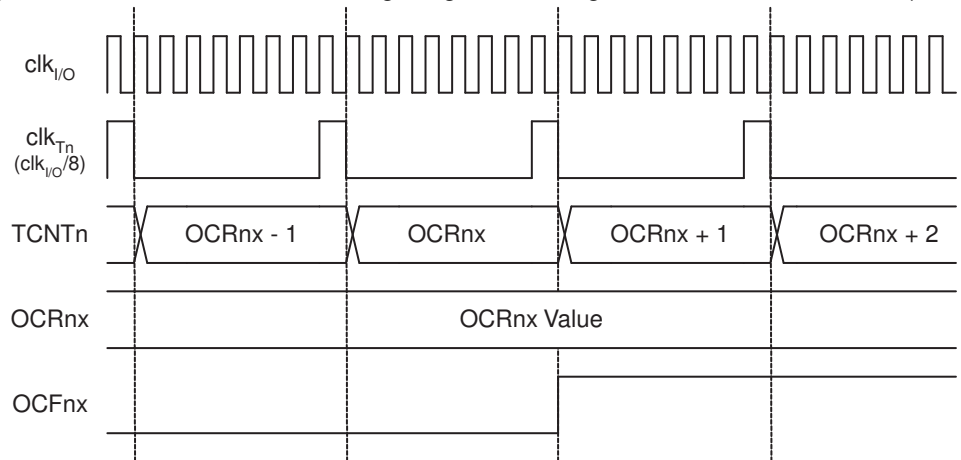 clkI/O
clkTn
(clkI/O/8)
TCNTn
OCRnx - 1
OCRnx
OCRnx + 1
OCRnx + 2
OCRnx
OCRnx Value
OCFnx